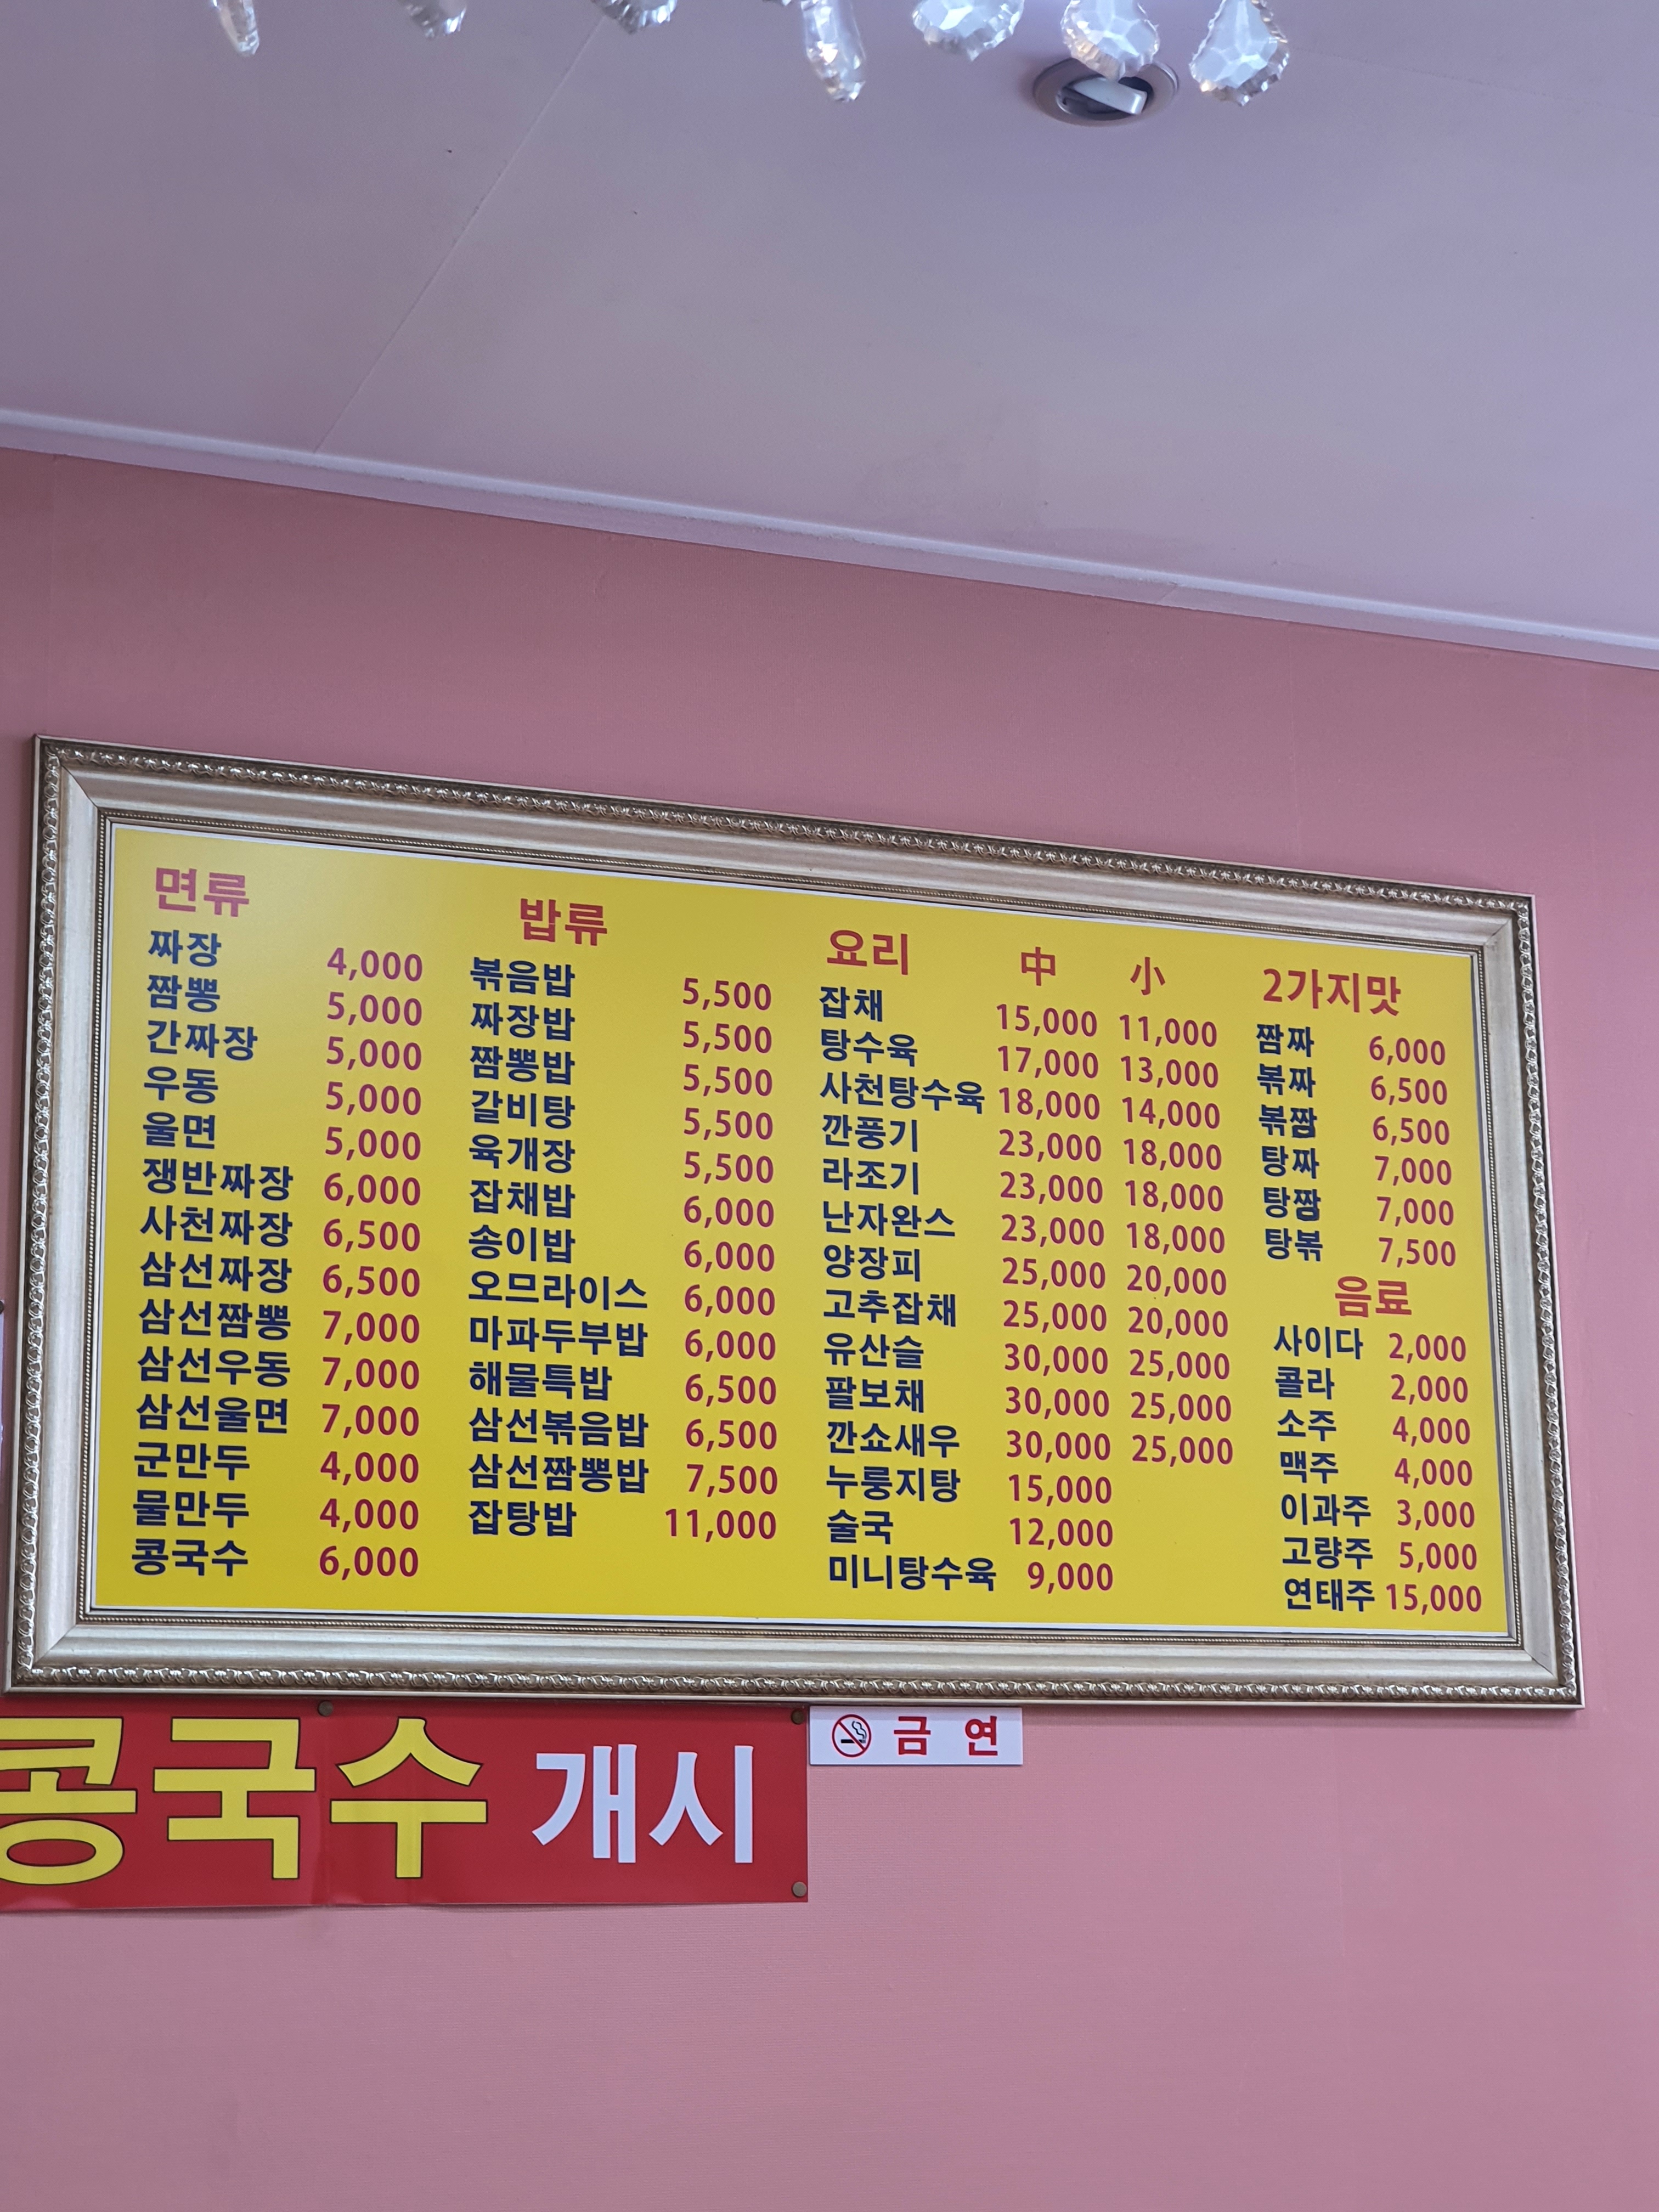 면류
짜장 4,000
짬뽕 5,000
간짜장 5,000
우동 5,000
울면 5,000
쟁반짜장 6,000
사천짜장 6,500
삼선짜장 6,500
삼선짬뽕 7,000
삼선우동 7,000
삼선울면 7,000
군만두 4,000
물만두 4,000
콩국수 6,000
밥류
볶음밥 5,500
짜장밥 5,500
짬뽕밥 5,500
갈비탕 5,500
육개장 5,500
잡채밥 6,000
송이밥 6,000
오므라이스 6,000
마파두부밥 6,000
해물특밥 6,500
삼선볶음밥 6,500
삼선짬뽕밥 7,500
잡탕밥 11,000
요리 中 小
잡채 15,000 11,000
탕수육 17,000 13,000
사천탕수육 18,000 14,000
깐풍기 23,000 18,000
라조기 23,000 18,000
난자완스 23,000 18,000
양장피 25,000 20,000
고추잡채 25,000 20,000
유산슬 30,000 25,000
팔보채 30,000 25,000
깐쇼새우 30,000 25,000
누룽지탕 15,000
술국 12,000
미니탕수육 9,000
2가지맛
짬짜 6,000
볶짜 6,500
볶짬 6,500
탕짜 7,000
탕짬 7,000
탕볶 7,500
음료
사이다 2,000
콜라 2,000
소주 4,000
맥주 4,000
이과주 3,000
고량주 5,000
연태주 15,000
콩국수 개시
금 연